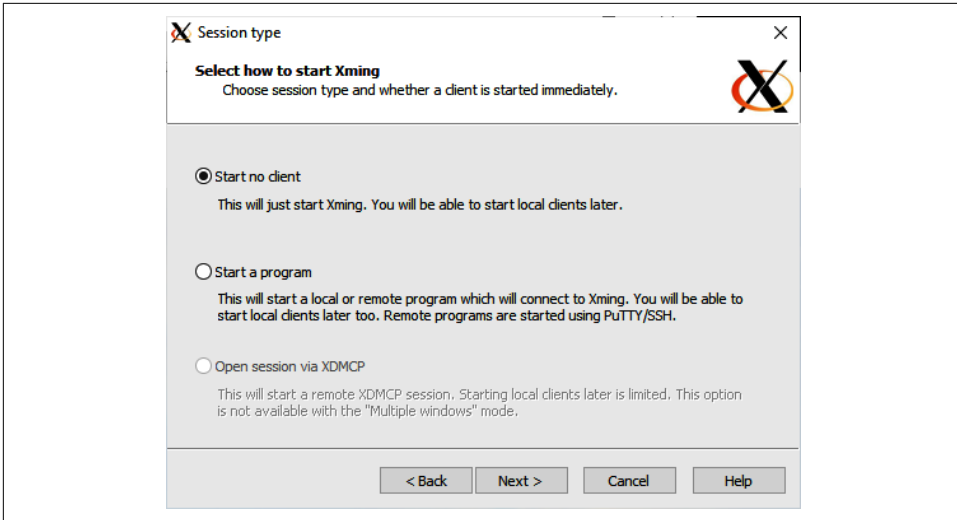 Session type
Select how to start Xming
Choose session type and whether a client is started immediately.
Start no client
This will just start Xming. You will be able to start local clients later.
Start a program
This will start a local or remote program which will connect to Xming. You will be able to
start local clients later too. Remote programs are started using PuTTY/SSH.
Open session via XDMCP
This will start a remote XDMCP session. Starting local clients later is limited. This option
is not available with the "Multiple windows" mode.
< Back Next > Cancel Help